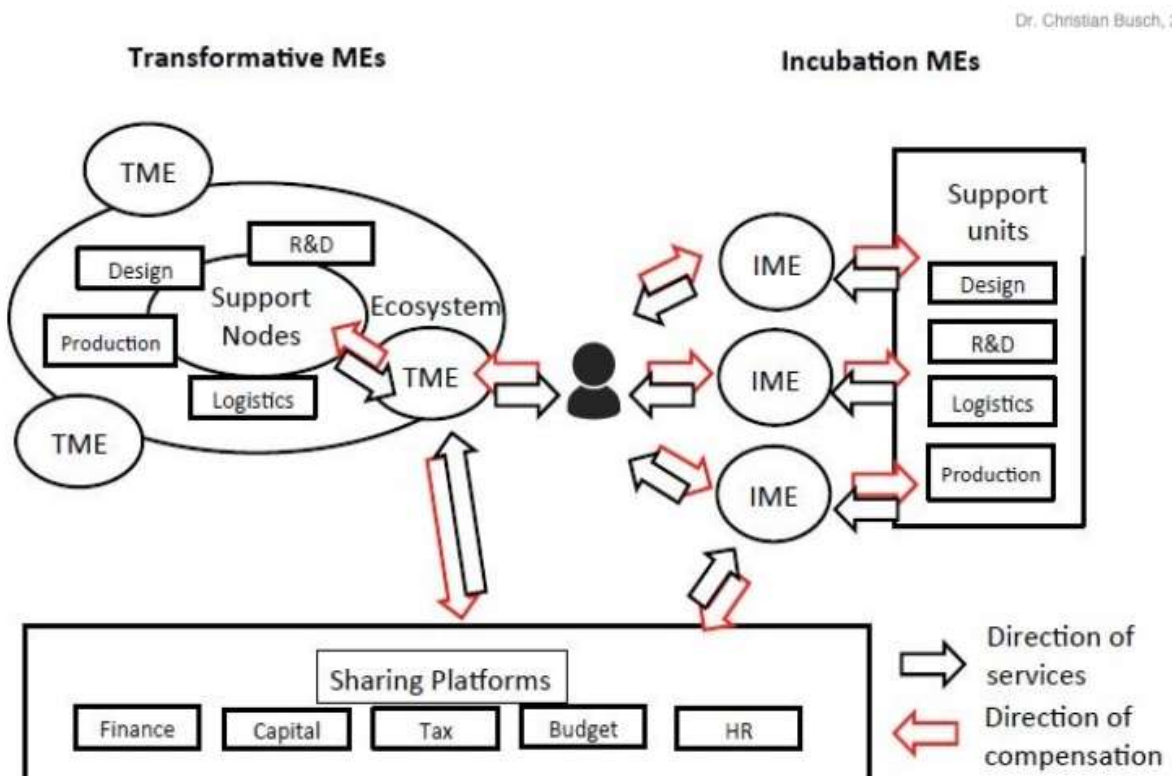 Dr. Christian Busch, 2
Transformative MEs
Incubation MEs
TME
R&D
Design
Support
Nodes
Ecosystem
Production
TME
Logistics
TME
IME
IME
IME
Support
units
Design
R&D
Logistics
Production
Sharing Platforms
Finance
Capital
Tax
Budget
HR
Direction of
services
Direction of
compensation